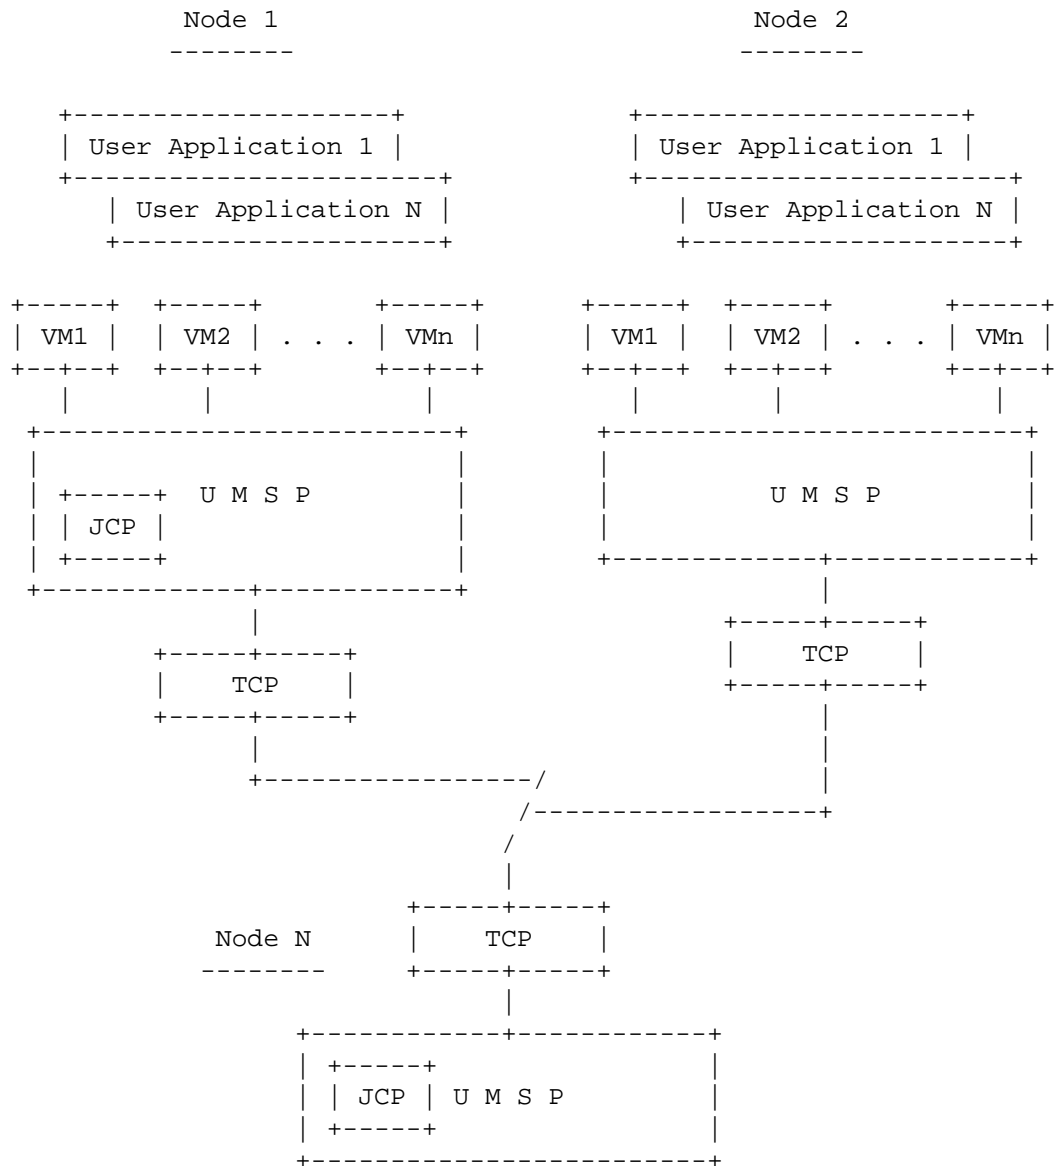 Node 1 Node 2
-------- --------
User Application 1 User Application 1
User Application N User Application N
VM1 VM2 . . . VMn VM1 VM2 . . . VMn
U M S P U M S P
JCP
TCP
TCP
Node N TCP
--------
JCP U M S P